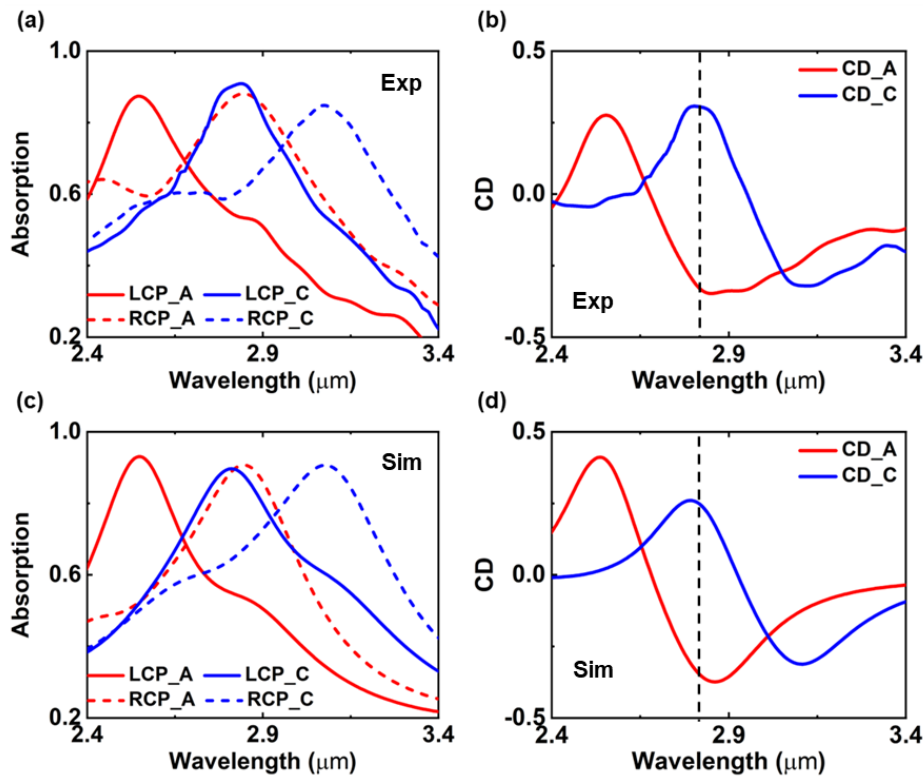 (a)
1.0
Exp
Absorption
0.6
LCP_A LCP_C
RCP_A RCP_C
0.2
2.4 2.9 3.4
Wavelength (μm)
(b)
0.5
CD_A
CD_C
CD
0.0
Exp
-0.5
2.4 2.9 3.4
Wavelength (μm)
(c)
1.0
Sim
Absorption
0.6
LCP_A LCP_C
RCP_A RCP_C
0.2
2.4 2.9 3.4
Wavelength (μm)
(d)
0.5
CD_A
CD_C
CD
0.0
Sim
-0.5
2.4 2.9 3.4
Wavelength (μm)